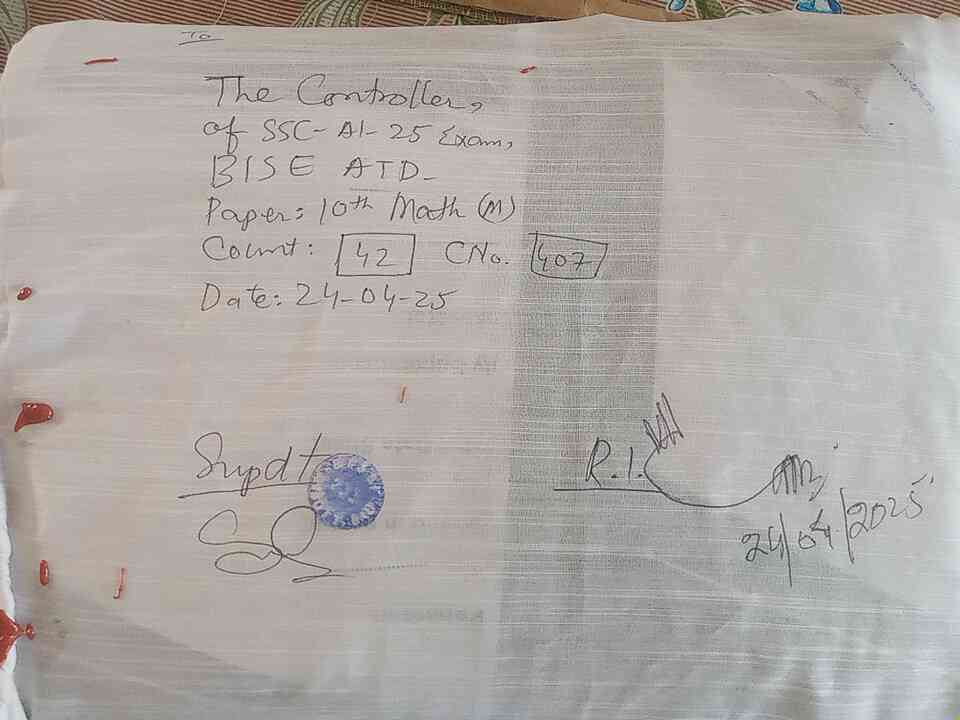 To
The Controller,
of SSC-A1-25 Exam,
BISE ATD-
Paper: 10th Math (M)
Count: 42 CNo. 407
Date: 24-04-25
Supdt
R.I.
24/04/2025